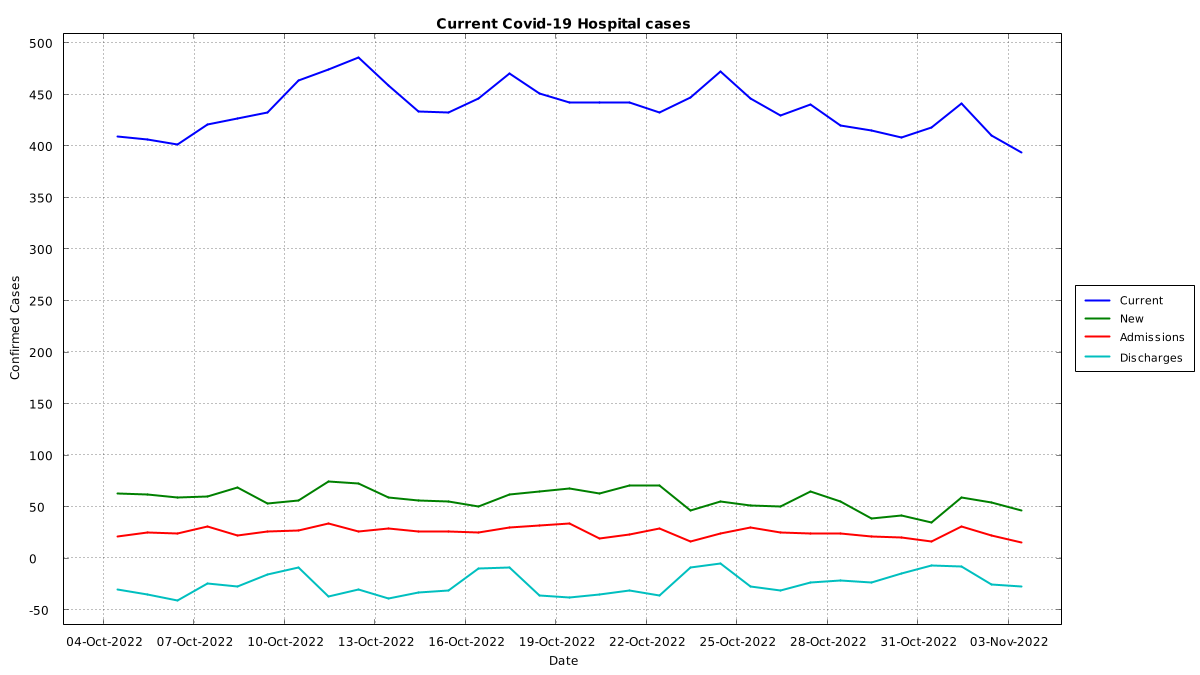 Current Covid-19 Hospital cases
500
450
400
350
300
250
200
150
100
50
0
-50
Confirmed Cases
04-Oct-2022 07-Oct-2022 10-Oct-2022 13-Oct-2022 16-Oct-2022 19-Oct-2022 22-Oct-2022 25-Oct-2022 28-Oct-2022 31-Oct-2022 03-Nov-2022
Date
Current
New
Admissions
Discharges